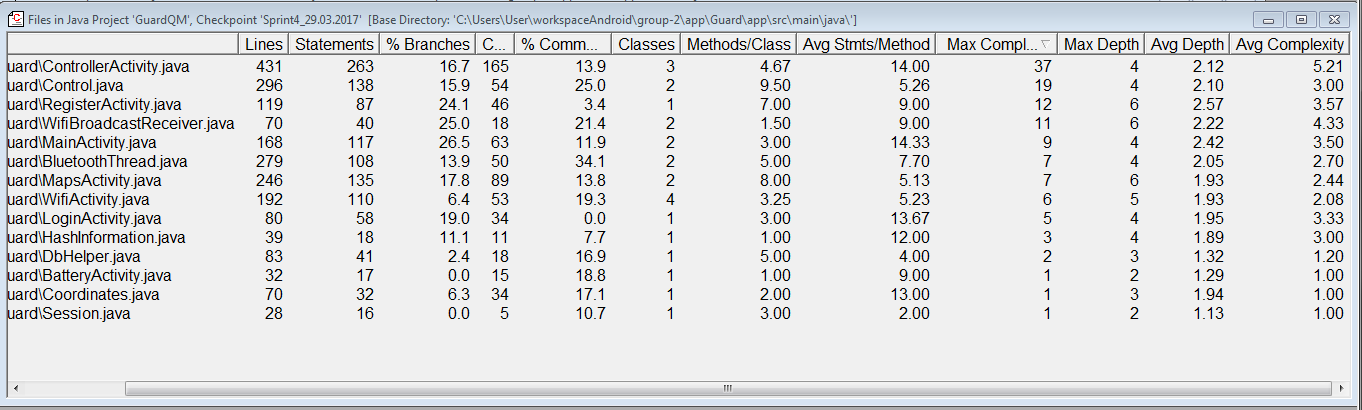 Files in Java Project 'GuardQM', Checkpoint 'Sprint4_29.03.2017' [Base Directory: 'C:\Users\User\workspaceAndroid\group-2\app\Guard\app\src\main\java\']
Lines Statements % Branches C... % Comm... Classes Methods/Class Avg Stmts/Method Max Compl... Max Depth Avg Depth Avg Complexity
uard\ControllerActivity.java 431 263 16.7 165 13.9 3 4.67 14.00 37 4 2.12 5.21
uard\Control.java 296 138 15.9 54 25.0 2 9.50 5.26 19 4 2.10 3.00
uard\RegisterActivity.java 119 87 24.1 46 3.4 1 7.00 9.00 12 6 2.57 3.57
uard\WifiBroadcastReceiver.java 70 40 25.0 18 21.4 2 1.50 9.00 11 6 2.22 4.33
uard\MainActivity.java 168 117 26.5 63 11.9 2 3.00 14.33 9 4 2.42 3.50
uard\BluetoothThread.java 279 108 13.9 50 34.1 2 5.00 7.70 7 4 2.05 2.70
uard\MapsActivity.java 246 135 17.8 89 13.8 2 8.00 5.13 7 6 1.93 2.44
uard\WifiActivity.java 192 110 6.4 53 19.3 4 3.25 5.23 6 5 1.93 2.08
uard\LoginActivity.java 80 58 19.0 34 0.0 1 3.00 13.67 5 4 1.95 3.33
uard\HashInformation.java 39 18 11.1 11 7.7 1 1.00 12.00 3 4 1.89 3.00
uard\DbHelper.java 83 41 2.4 18 16.9 1 5.00 4.00 2 3 1.32 1.20
uard\BatteryActivity.java 32 17 0.0 15 18.8 1 1.00 9.00 1 2 1.29 1.00
uard\Coordinates.java 70 32 6.3 34 17.1 1 2.00 13.00 1 3 1.94 1.00
uard\Session.java 28 16 0.0 5 10.7 1 3.00 2.00 1 2 1.13 1.00